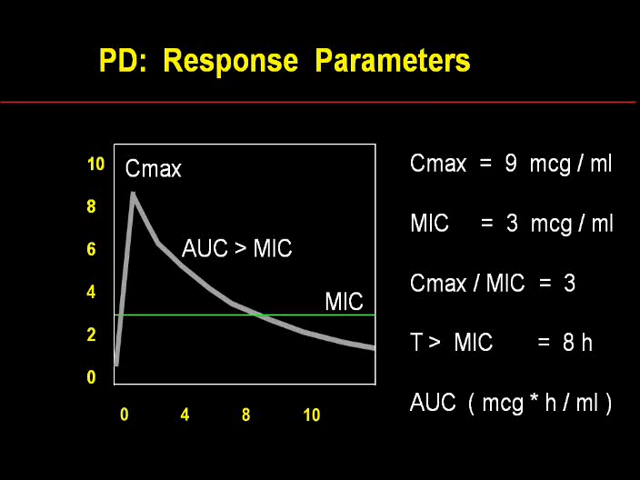 PD: Response Parameters
10
8
6
4
2
0
Cmax
AUC > MIC
MIC
0 4 8 10
Cmax = 9 mcg / ml
MIC = 3 mcg / ml
Cmax / MIC = 3
T > MIC = 8 h
AUC ( mcg * h / ml )